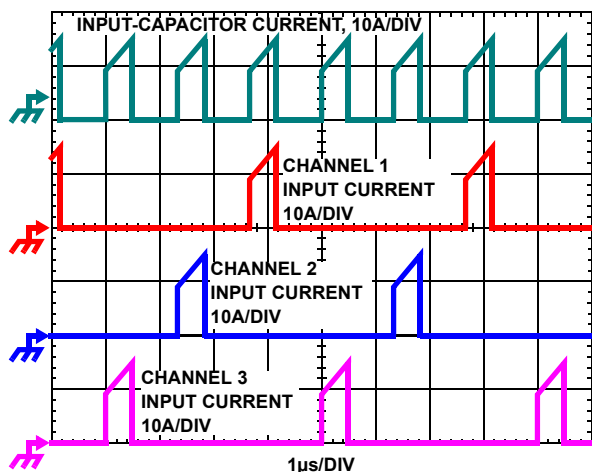 INPUT-CAPACITOR CURRENT, 10A/DIV
CHANNEL 1
INPUT CURRENT
10A/DIV
CHANNEL 2
INPUT CURRENT
10A/DIV
CHANNEL 3
INPUT CURRENT
10A/DIV
1µs/DIV